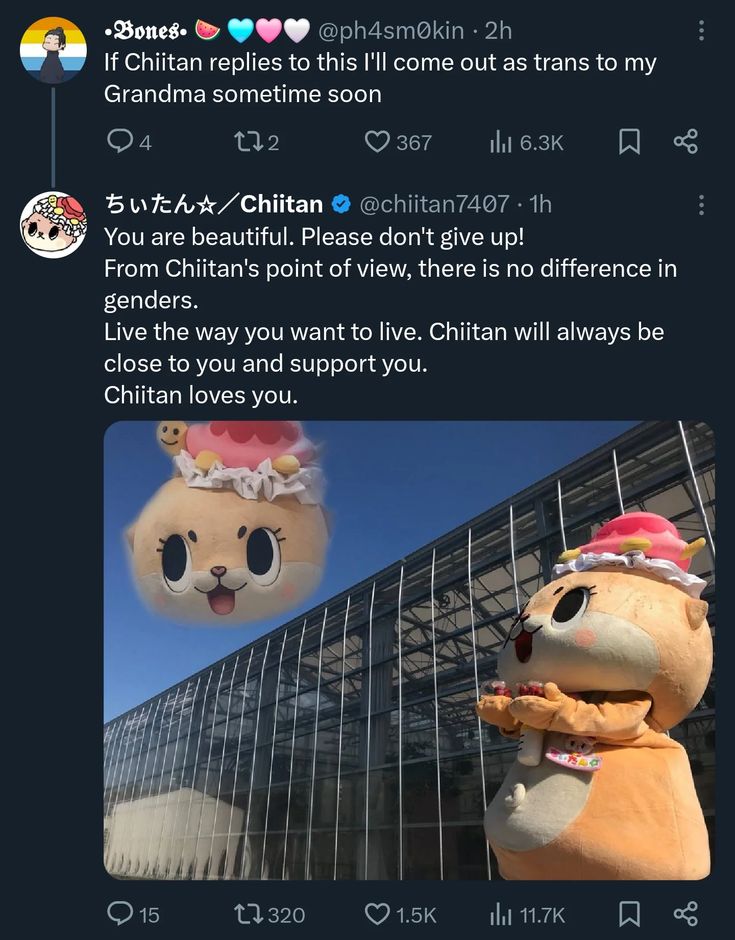 •𝕭𝖔𝖓𝖊𝖘• 🍉 🩵🩷🤍 @ph4sm0kin · 2h
If Chiitan replies to this I'll come out as trans to my
Grandma sometime soon
4 2 367 6.3K
ちぃたん☆／Chiitan @chiitan7407 · 1h
You are beautiful. Please don't give up!
From Chiitan's point of view, there is no difference in
genders.
Live the way you want to live. Chiitan will always be
close to you and support you.
Chiitan loves you.
15 320 1.5K 11.7K